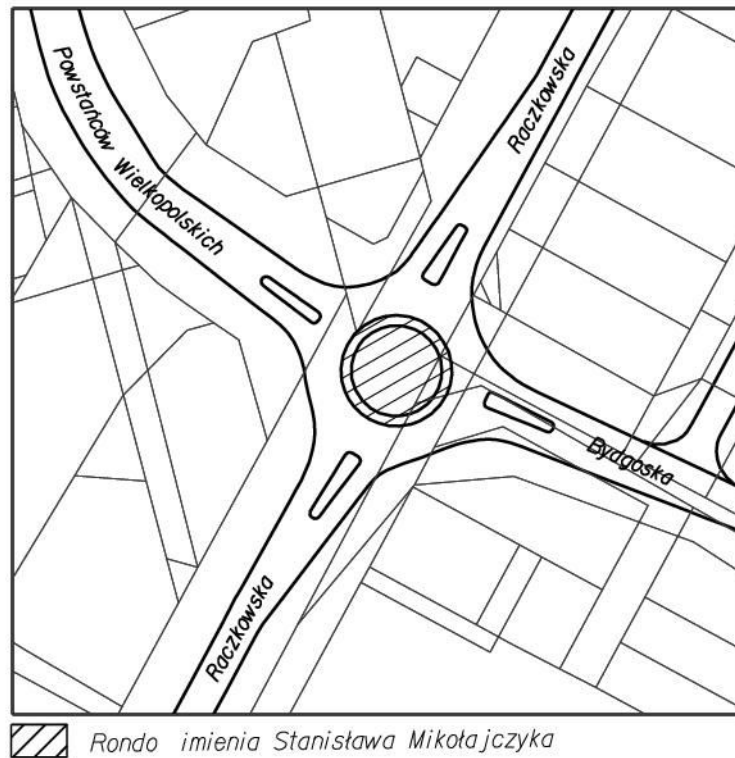 Powstańców Wielkopolskich
Raczkowska
Bydgoska
Raczkowska
Rondo imienia Stanisława Mikołajczyka